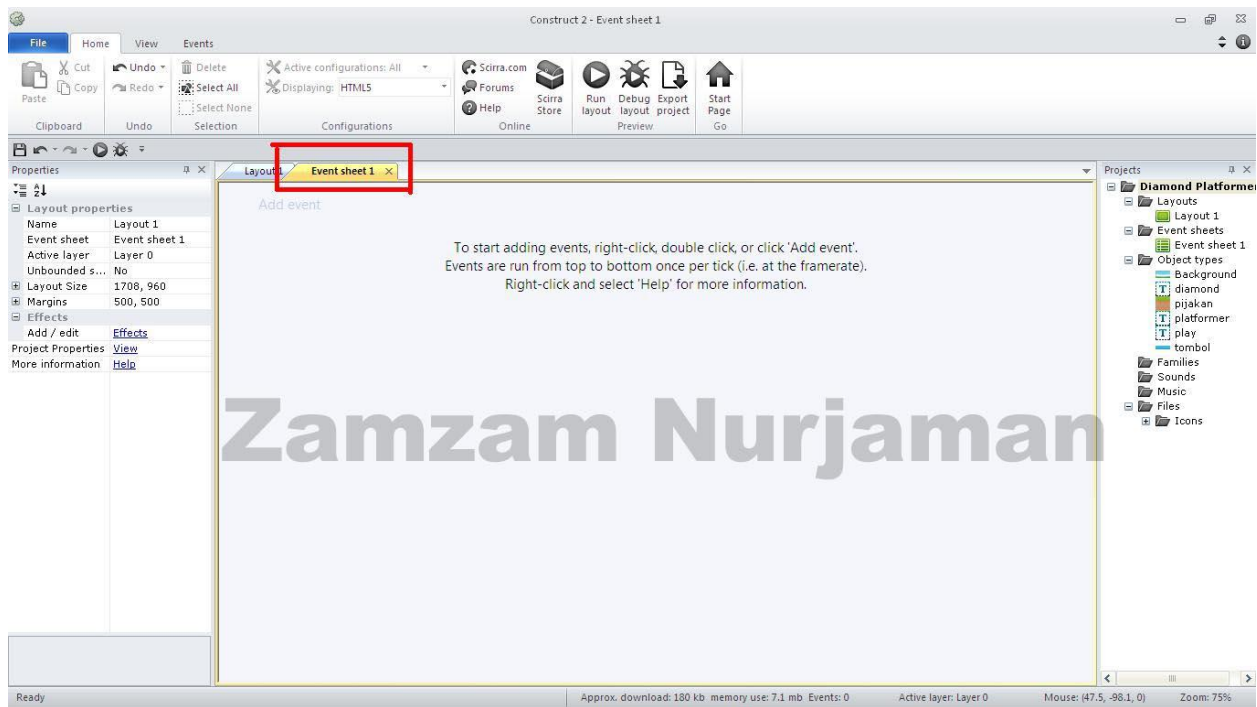 Construct 2 - Event sheet 1
File Home View Events
Paste Cut Copy
Clipboard
Undo Redo
Undo
Delete Select All Select None
Selection
Active configurations: All
Displaying: HTML5
Configurations
Scirra.com Forums Help
Scirra Store
Online
Run layout Debug layout Export project
Preview
Start Page
Go
Properties
Layout properties
Name Layout 1
Event sheet Event sheet 1
Active layer Layer 0
Unbounded s... No
Layout Size 1708, 960
Margins 500, 500
Effects
Add / edit Effects
Project Properties View
More information Help
Layout 1 Event sheet 1
Add event
To start adding events, right-click, double click, or click 'Add event'.
Events are run from top to bottom once per tick (i.e. at the framerate).
Right-click and select 'Help' for more information.
Zamzam Nurjaman
Projects
Diamond Platformer
Layouts
Layout 1
Event sheets
Event sheet 1
Object types
Background
diamond
pijakan
platformer
play
tombol
Families
Sounds
Music
Files
Icons
Ready
Approx. download: 180 kb memory use: 7.1 mb Events: 0
Active layer: Layer 0
Mouse: (47.5, -98.1, 0)
Zoom: 75%